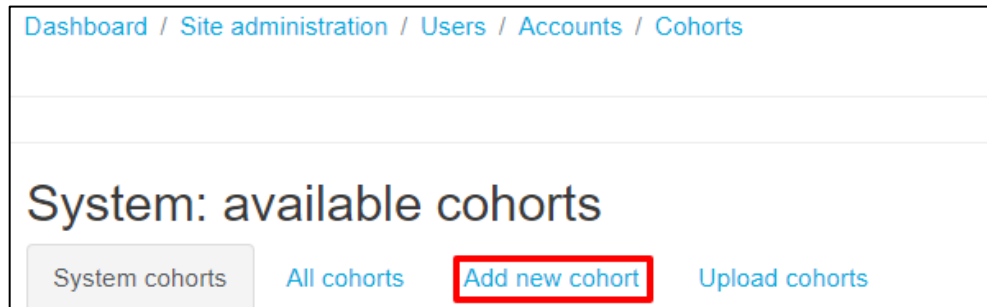 Dashboard / Site administration / Users / Accounts / Cohorts
System: available cohorts
System cohorts All cohorts Add new cohort Upload cohorts